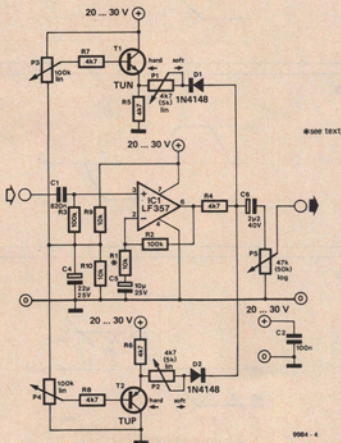 20 ... 30 V
P3
100k
lin
R7
4k7
T1
TUN
R5
4k7
hard
soft
P1
4k7
(5k)
lin
D1
1N4148
*see text
20 ... 30 V
C1
820n
R3
100k
R9
10k
3
7
IC1
LF357
2
4
6
R4
4k7
C6
2µ2
40V
R2
100k
R1
*
10k
C5
10µ
25V
R10
10k
C4
22µ
25V
P5
47k
(50k)
log
20 ... 30 V
C2
100n
20 ... 30 V
R6
4k7
4k7
(5k)
lin
P2
D2
1N4148
hard
soft
100k
lin
P4
R8
4k7
T2
TUP
9984 - 4